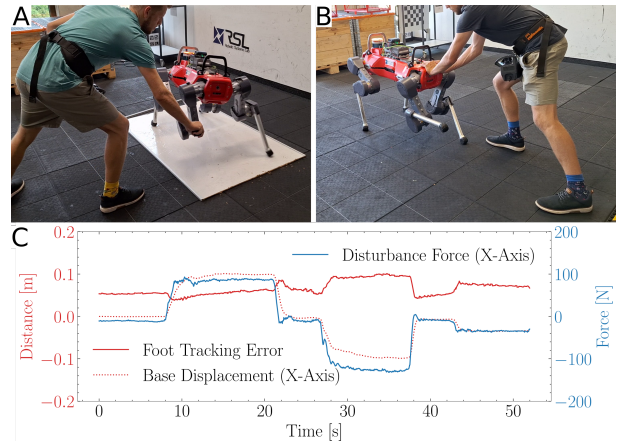 A
B
RSL
C
0.2
200
Disturbance Force (X-Axis)
0.1
100
0.0
0
Foot Tracking Error
−0.1
−100
Base Displacement (X-Axis)
−0.2
−200
0
10
20
30
40
50
Time [s]
Distance [m]
Force [N]